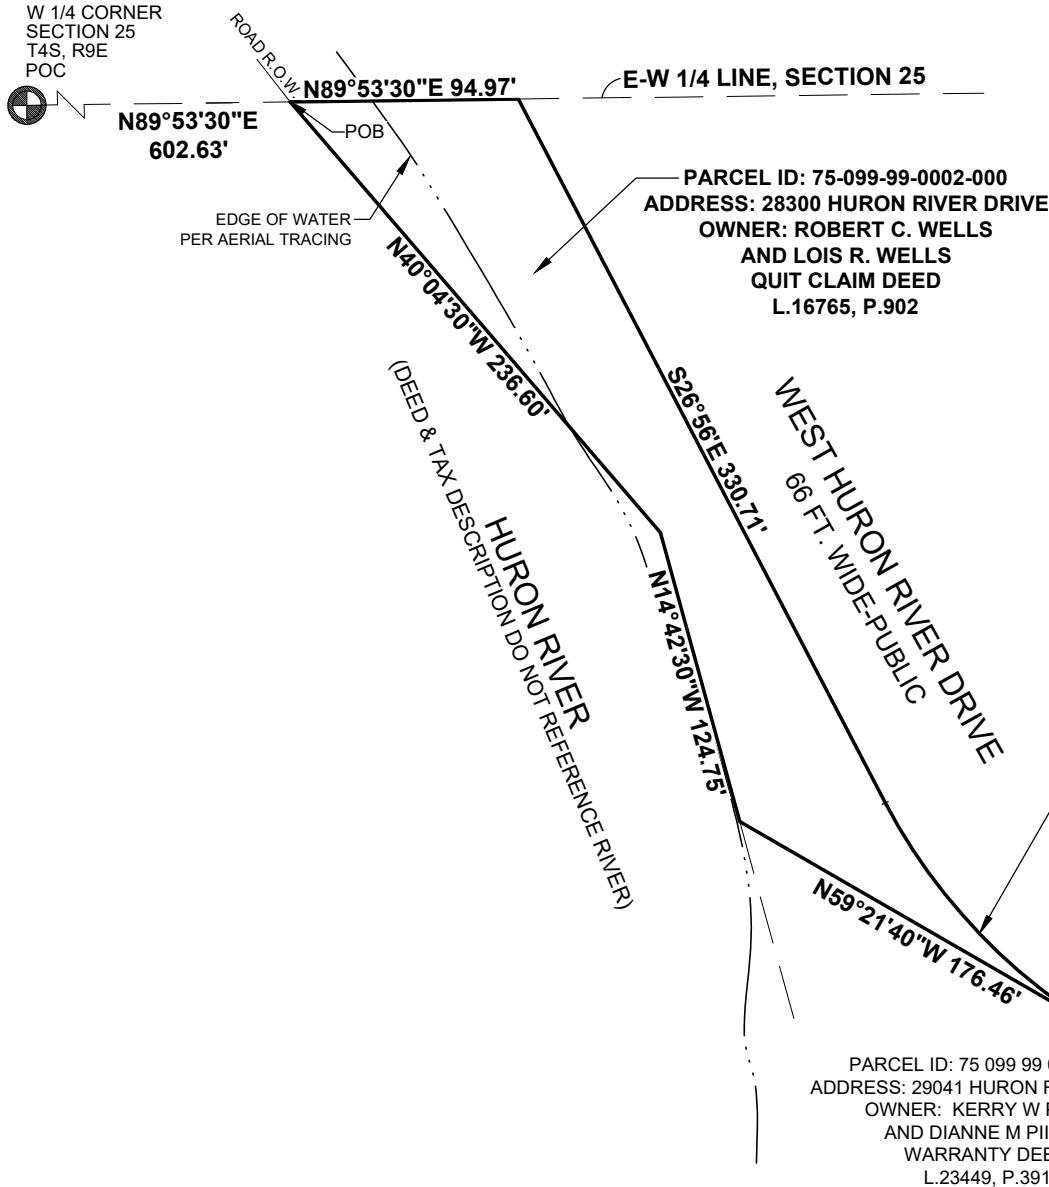 W 1/4 CORNER
SECTION 25
T4S, R9E
POC
ROAD R.O.W.
N89°53'30"E 94.97'
E-W 1/4 LINE, SECTION 25
N89°53'30"E
602.63'
POB
PARCEL ID: 75-099-99-0002-000
ADDRESS: 28300 HURON RIVER DRIVE
OWNER: ROBERT C. WELLS
AND LOIS R. WELLS
QUIT CLAIM DEED
L.16765, P.902
EDGE OF WATER
PER AERIAL TRACING
N40°04'30"W 236.60'
S26°56'E 330.71'
WEST HURON RIVER DRIVE
66 FT. WIDE-PUBLIC
HURON RIVER
(DEED & TAX DESCRIPTION DO NOT REFERENCE RIVER)
N14°42'30"W 124.75'
N59°21'40"W 176.46'
PARCEL ID: 75 099 99
ADDRESS: 29041 HURON
OWNER: KERRY W
AND DIANNE M
WARRANTY
L.23449, P.391